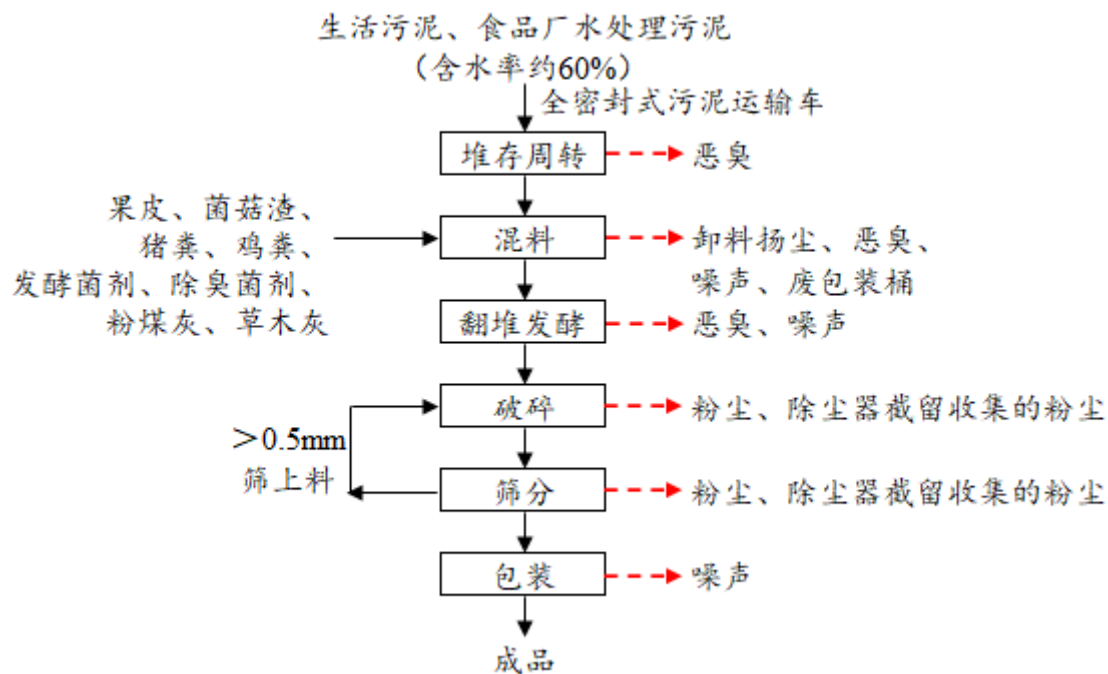 生活污泥、食品厂水处理污泥
（含水率约60%）
全密封式污泥运输车
堆存周转
恶臭
果皮、菌菇渣、
猪粪、鸡粪、
发酵菌剂、除臭菌剂、
粉煤灰、草木灰
混料
卸料扬尘、恶臭、
噪声、废包装桶
翻堆发酵
恶臭、噪声
破碎
粉尘、除尘器截留收集的粉尘
＞0.5mm
筛上料
筛分
粉尘、除尘器截留收集的粉尘
包装
噪声
成品